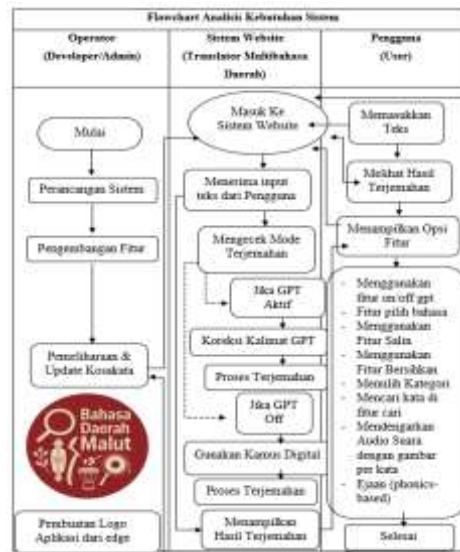 Flowchart Analisis Kebutuhan Sistem
Operator
(Developer/Admin)
Sistem Website
(Translator Multibahasa
Daerah)
Pengguna
(User)
Mulai
Perancangan Sistem
Pengembangan Fitur
Pemeliharaan &
Update Kosakata
Bahasa
Daerah
Malut
Pembuatan Logo
Aplikasi dari edge
Masuk Ke
Sistem Website
Menerima input
teks dari Pengguna
Mengecek Mode
Terjemahan
Jika GPT
Aktif
Koreksi Kalimat GPT
Proses Terjemahan
Jika GPT
Off
Gunakan Kamus Digital
Proses Terjemahan
Menampilkan
Hasil Terjemahan
Memasukkan
Teks
Melihat Hasil
Terjemahan
Menampilkan Opsi
Fitur
- Menggunakan
fitur on/off gpt
- Fitur pilih bahasa
- Menggunakan
Fitur Salin
- Menggunakan
Fitur Bersihkan
- Memilih Kategori
- Mencari kata di
fitur cari
- Mendengarkan
Audio Suara
dengan gambar
per kata
- Ejaan (phonics-
based)
Selesai